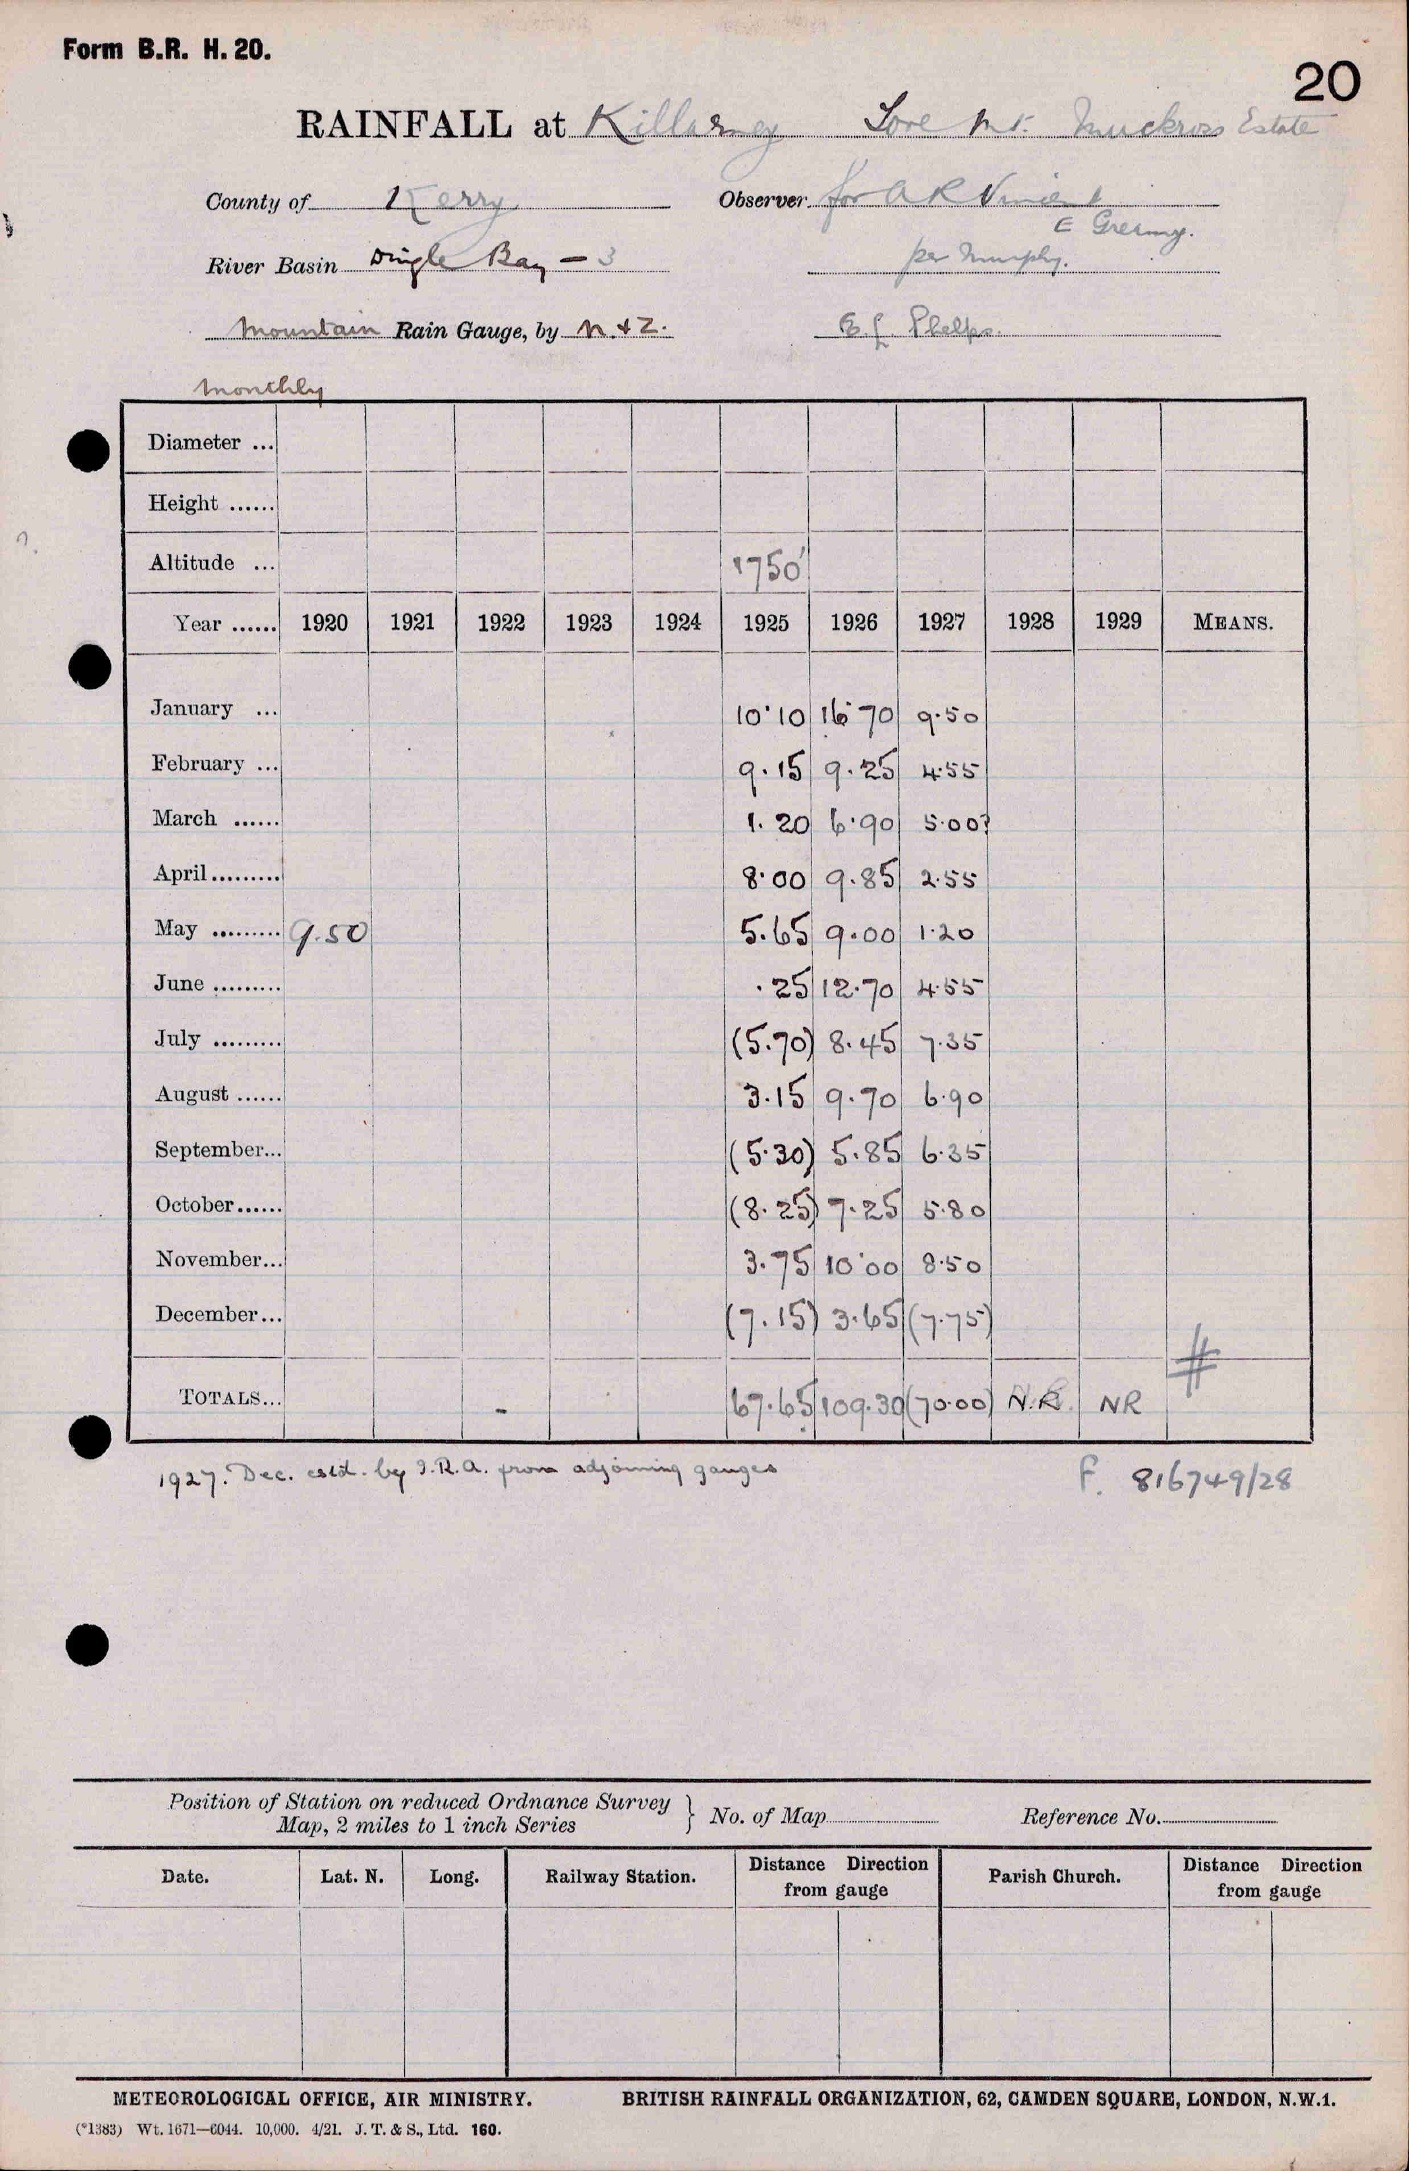 Form B.R. H. 20.
20
RAINFALL at Killarney Tore Mt. Muckross Estate
County of Kerry Observer for A R Vincent
E Gresmy.
River Basin Dingle Bay — 3 per Murphy.
Mountain Rain Gauge, by N. & Z. E. L. Phelps.
Monthly
Diameter ...
Height ......
Altitude ... 1750'
Year ...... 1920 1921 1922 1923 1924 1925 1926 1927 1928 1929 MEANS.
January ... 10.10 16.70 9.50
February ... 9.15 9.25 4.55
March ...... 1.20 6.90 5.00?
April ......... 8.00 9.85 2.55
May ......... 9.50 5.65 9.00 1.20
June ......... .25 12.70 4.55
July ......... (5.70) 8.45 7.35
August ...... 3.15 9.70 6.90
September... (5.30) 5.85 6.35
October...... (8.25) 7.25 5.80
November... 3.75 10.00 8.50
December... (7.15) 3.65 (7.75)
TOTALS... - 67.65 109.30 (70.00) N.R. NR #
1927. Dec. estd. by I.R.A. from adjoining gauges F. 816749/28
Position of Station on reduced Ordnance Survey
Map, 2 miles to 1 inch Series } No. of Map Reference No.
Date. Lat. N. Long. Railway Station. Distance Direction from gauge Parish Church. Distance Direction from gauge
METEOROLOGICAL OFFICE, AIR MINISTRY. BRITISH RAINFALL ORGANIZATION, 62, CAMDEN SQUARE, LONDON, N.W.1.
(*1383) Wt. 1671—6044. 10,000. 4/21. J. T. & S., Ltd. 160.